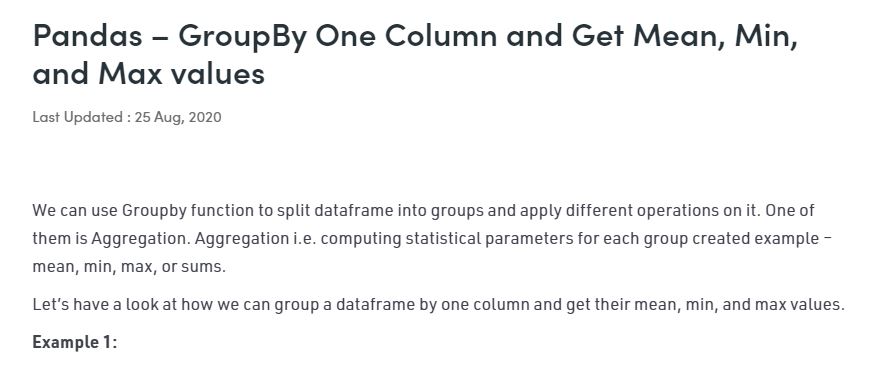 Pandas – GroupBy One Column and Get Mean, Min,
and Max values
Last Updated : 25 Aug, 2020
We can use Groupby function to split dataframe into groups and apply different operations on it. One of
them is Aggregation. Aggregation i.e. computing statistical parameters for each group created example –
mean, min, max, or sums.
Let’s have a look at how we can group a dataframe by one column and get their mean, min, and max values.
Example 1: